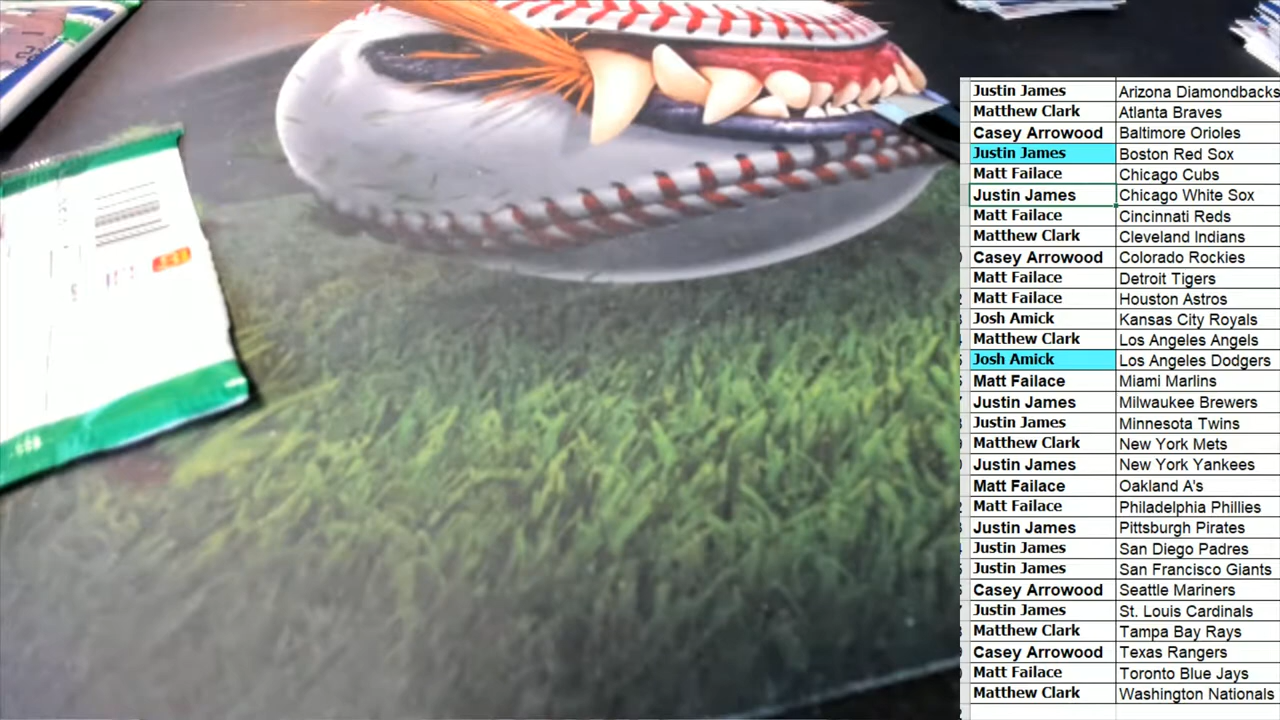 Justin James Arizona Diamondbacks
Matthew Clark Atlanta Braves
Casey Arrowood Baltimore Orioles
Justin James Boston Red Sox
Matt Failace Chicago Cubs
Justin James Chicago White Sox
Matt Failace Cincinnati Reds
Matthew Clark Cleveland Indians
Casey Arrowood Colorado Rockies
Matt Failace Detroit Tigers
Matt Failace Houston Astros
Josh Amick Kansas City Royals
Matthew Clark Los Angeles Angels
Josh Amick Los Angeles Dodgers
Matt Failace Miami Marlins
Justin James Milwaukee Brewers
Justin James Minnesota Twins
Matthew Clark New York Mets
Justin James New York Yankees
Matt Failace Oakland A's
Matt Failace Philadelphia Phillies
Justin James Pittsburgh Pirates
Justin James San Diego Padres
Justin James San Francisco Giants
Casey Arrowood Seattle Mariners
Justin James St. Louis Cardinals
Matthew Clark Tampa Bay Rays
Casey Arrowood Texas Rangers
Matt Failace Toronto Blue Jays
Matthew Clark Washington Nationals